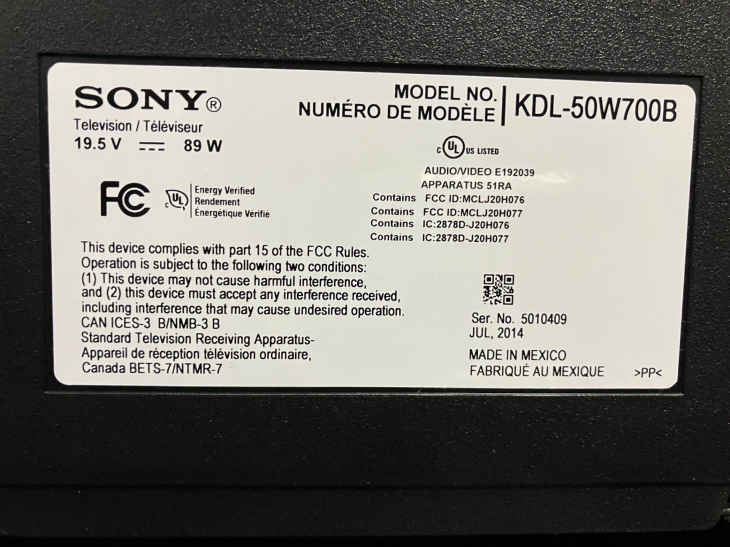 SONY®
Television / Téléviseur
19.5 V ⎓ 89 W
MODEL NO.
NUMÉRO DE MODÈLE
KDL-50W700B
c UL US LISTED
AUDIO/VIDEO E192039
APPARATUS 51RA
Contains FCC ID:MCLJ20H076
Contains FCC ID:MCLJ20H077
Contains IC:2878D-J20H076
Contains IC:2878D-J20H077
FC
c UL
Energy Verified
Rendement
Énergétique Vérifié
This device complies with part 15 of the FCC Rules.
Operation is subject to the following two conditions:
(1) This device may not cause harmful interference,
and (2) this device must accept any interference received,
including interference that may cause undesired operation.
CAN ICES-3 B/NMB-3 B
Standard Television Receiving Apparatus-
Appareil de réception télévision ordinaire,
Canada BETS-7/NTMR-7
Ser. No. 5010409
JUL, 2014
MADE IN MEXICO
FABRIQUÉ AU MEXIQUE >PP<